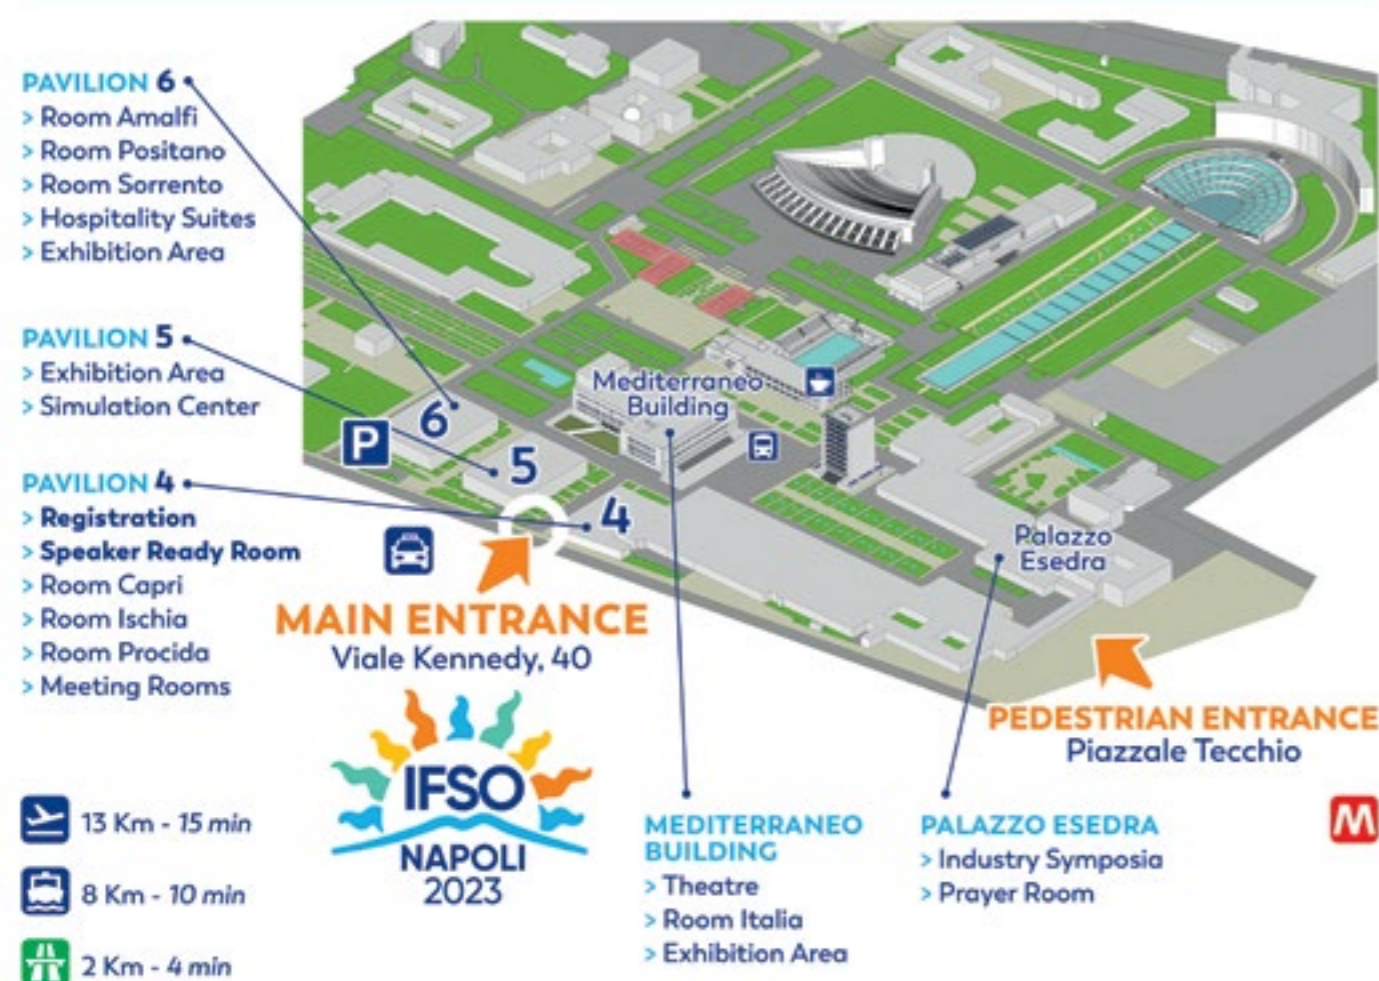 PAVILION 6
> Room Amalfi
> Room Positano
> Room Sorrento
> Hospitality Suites
> Exhibition Area
PAVILION 5
> Exhibition Area
> Simulation Center
PAVILION 4
> Registration
> Speaker Ready Room
> Room Capri
> Room Ischia
> Room Procida
> Meeting Rooms
6
5
4
P
Mediterraneo
Building
Palazzo
Esedra
MAIN ENTRANCE
Viale Kennedy, 40
PEDESTRIAN ENTRANCE
Piazzale Tecchio
M
IFSO
NAPOLI
2023
13 Km - 15 min
8 Km - 10 min
2 Km - 4 min
MEDITERRANEO
BUILDING
> Theatre
> Room Italia
> Exhibition Area
PALAZZO ESEDRA
> Industry Symposia
> Prayer Room